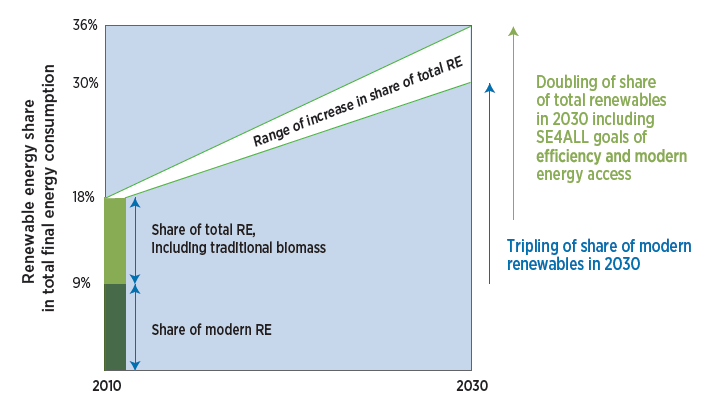 36%
30%
18%
9%
Renewable energy share
in total final energy consumption
Range of increase in share of total RE
Share of total RE,
including traditional biomass
Share of modern RE
2010
2030
Doubling of share
of total renewables
in 2030 including
SE4ALL goals of
efficiency and modern
energy access
Tripling of share of modern
renewables in 2030